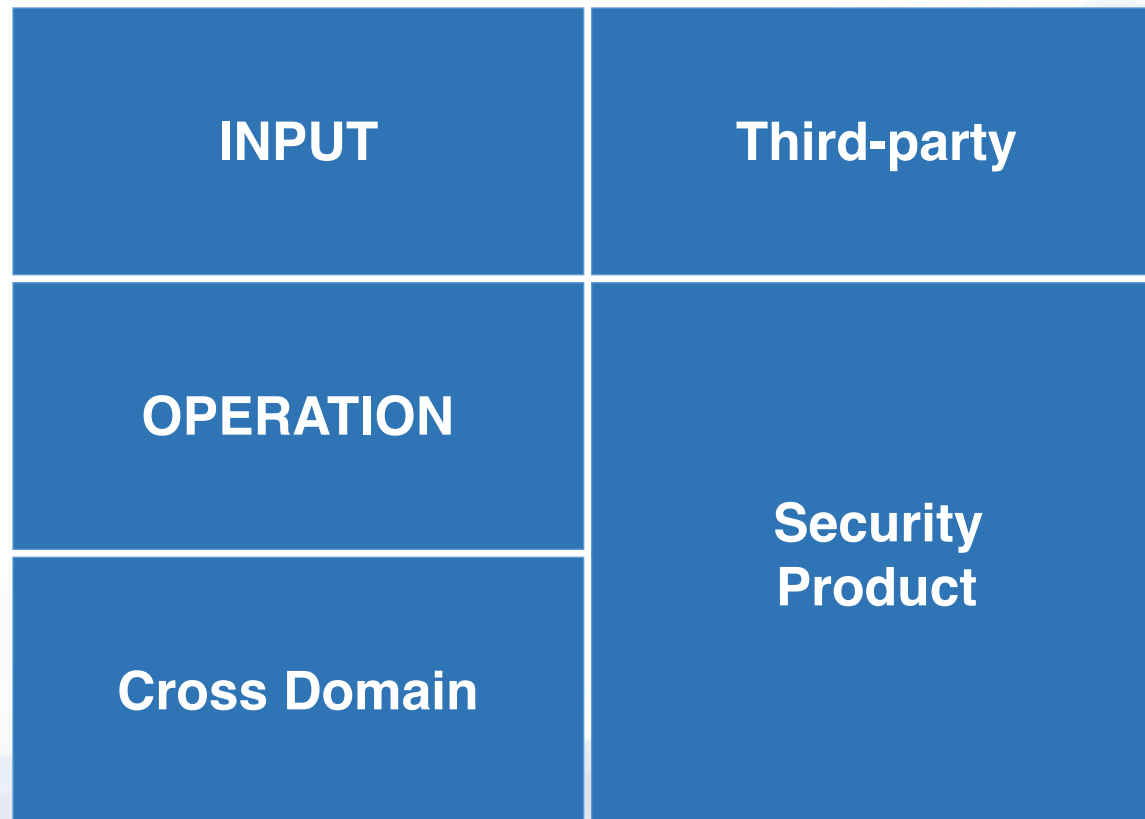 INPUT
Third-party
OPERATION
Security
Product
Cross Domain